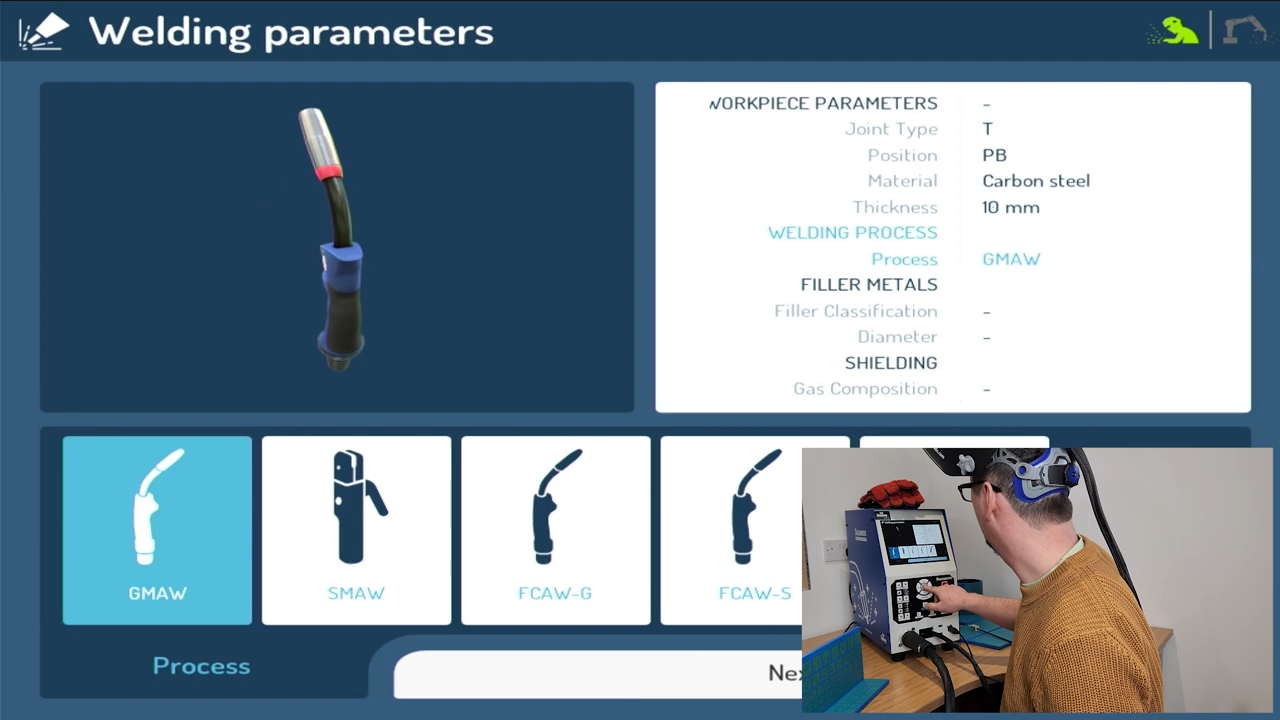 Welding parameters
WORKPIECE PARAMETERS -
Joint Type T
Position PB
Material Carbon steel
Thickness 10 mm
WELDING PROCESS
Process GMAW
FILLER METALS
Filler Classification -
Diameter -
SHIELDING
Gas Composition -
GMAW
SMAW
FCAW-G
FCAW-S
Process